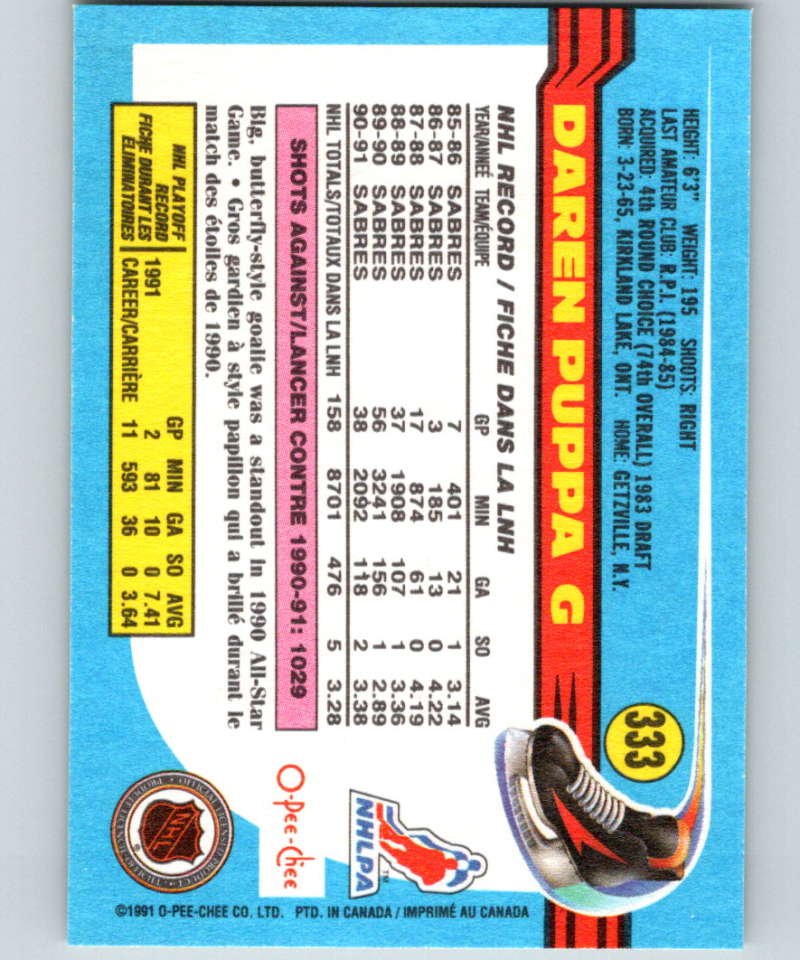 HEIGHT: 6'3" WEIGHT: 195 SHOOTS: RIGHT
LAST AMATEUR CLUB: R.P.I. (1984-85)
ACQUIRED: 4th ROUND CHOICE (74th OVERALL) 1983 DRAFT
BORN: 3-23-65, KIRKLAND LAKE, ONT. HOME: GETZVILLE, N.Y.
333
DAREN PUPPA G
NHL RECORD / FICHE DANS LA LNH
YEAR/ANNÉE TEAM/ÉQUIPE GP MIN GA SO AVG
85-86 SABRES 7 401 21 1 3.14
86-87 SABRES 3 185 13 0 4.22
87-88 SABRES 17 874 61 0 4.19
88-89 SABRES 37 1908 107 1 3.36
89-90 SABRES 56 3241 156 1 2.89
90-91 SABRES 38 2092 118 2 3.38
NHL TOTALS/TOTAUX DANS LA LNH 158 8701 476 5 3.28
SHOTS AGAINST/LANCER CONTRE 1990-91: 1029
Big, butterfly-style goalie was a standout in 1990 All-Star
Game. • Gros gardien à style papillon qui a brillé durant le
match des étoiles de 1990.
NHL PLAYOFF
RECORD
FICHE DURANT LES
ÉLIMINATOIRES
GP MIN GA SO AVG
1991 2 81 10 0 7.41
CAREER/CARRIÈRE 11 593 36 0 3.64
NHLPA
TM
O-Pee-Chee
NHL
®
©1991 O-PEE-CHEE CO. LTD. PTD. IN CANADA / IMPRIMÉ AU CANADA